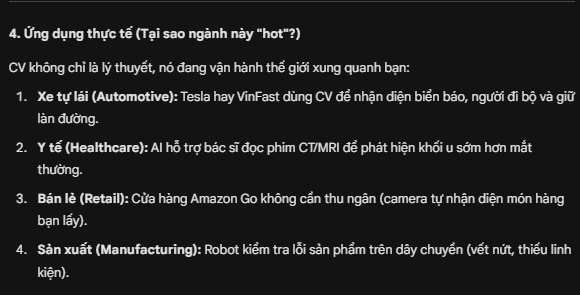 4. Ứng dụng thực tế (Tại sao ngành này "hot"?)
CV không chỉ là lý thuyết, nó đang vận hành thế giới xung quanh bạn:
1. Xe tự lái (Automotive): Tesla hay VinFast dùng CV để nhận diện biển báo, người đi bộ và giữ
làn đường.
2. Y tế (Healthcare): AI hỗ trợ bác sĩ đọc phim CT/MRI để phát hiện khối u sớm hơn mắt
thường.
3. Bán lẻ (Retail): Cửa hàng Amazon Go không cần thu ngân (camera tự nhận diện món hàng
bạn lấy).
4. Sản xuất (Manufacturing): Robot kiểm tra lỗi sản phẩm trên dây chuyền (vết nứt, thiếu linh
kiện).